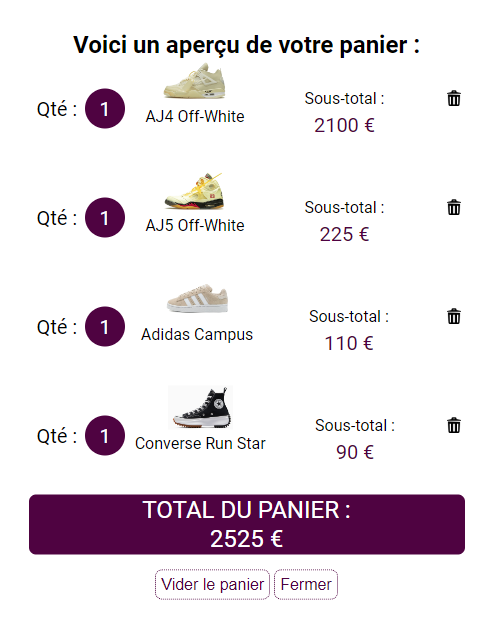 Voici un aperçu de votre panier :
Qté : 1
AJ4 Off-White
Sous-total :
2100 €
Qté : 1
AJ5 Off-White
Sous-total :
225 €
Qté : 1
Adidas Campus
Sous-total :
110 €
Qté : 1
Converse Run Star
Sous-total :
90 €
TOTAL DU PANIER :
2525 €
Vider le panier Fermer